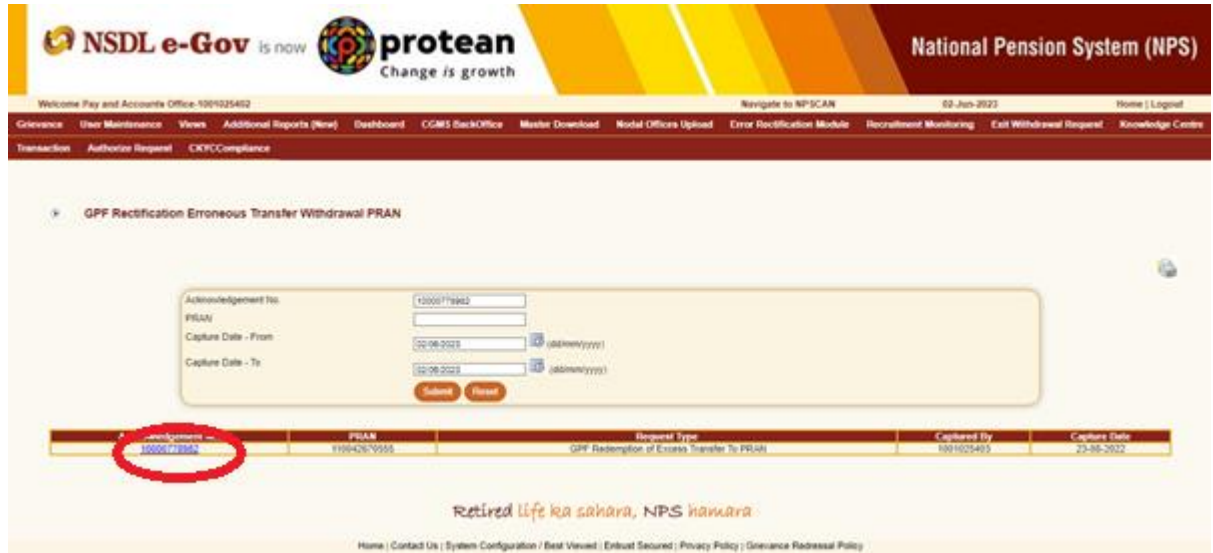 NSDL e-Gov is now protean
Change is growth
National Pension System (NPS)
Welcome Pay and Accounts Office-1001025402 Navigate to NPSCAN 02-Jun-2023 Home | Logout
Grievance User Maintenance Views Additional Reports (New) Dashboard CGMS BackOffice Master Download Nodal Offices Upload Error Rectification Module Recruitment Monitoring Exit Withdrawal Request Knowledge Centre
Transaction Authorize Request CKYCCompliance
GPF Rectification Erroneous Transfer Withdrawal PRAN
Acknowledgement No. 10000778982
PRAN
Capture Date - From 02/06/2023 (dd/mm/yyyy)
Capture Date - To 02/06/2023 (dd/mm/yyyy)
Submit Reset
PRAN Request Type Captured By Capture Date
10000778982 110042670555 GPF Redemption of Excess Transfer To PRAN 1001025403 23-06-2022
Retired life ka sahara, NPS hamara
Home | Contact Us | System Configuration / Best Viewed | Entrust Secured | Privacy Policy | Grievance Redressal Policy